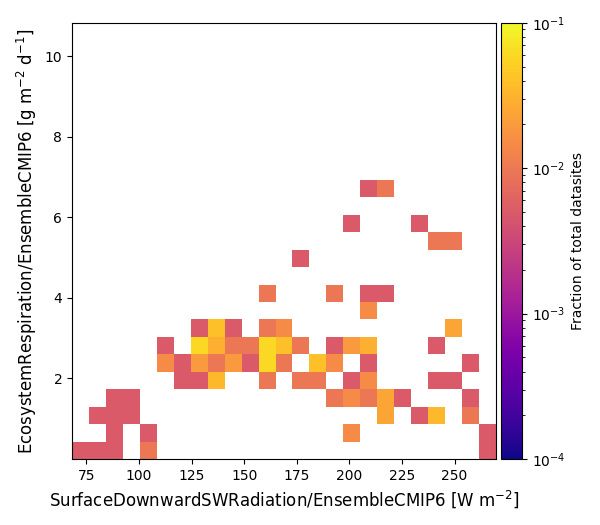 EcosystemRespiration/EnsembleCMIP6 [g m⁻² d⁻¹]
10
8
6
4
2
75 100 125 150 175 200 225 250
SurfaceDownwardSWRadiation/EnsembleCMIP6 [W m⁻²]
10⁻¹
10⁻²
10⁻³
10⁻⁴
Fraction of total datasites